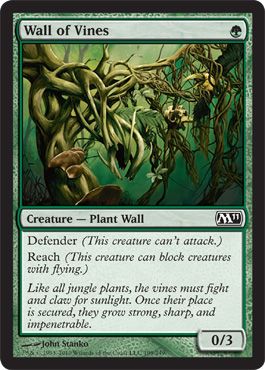 Wall of Vines
Creature — Plant Wall
M11
Defender (This creature can't attack.)
Reach (This creature can block creatures
with flying.)
Like all jungle plants, the vines must fight
and claw for sunlight. Once their place
is secured, they grow strong, sharp, and
impenetrable.
John Stanko
0/3